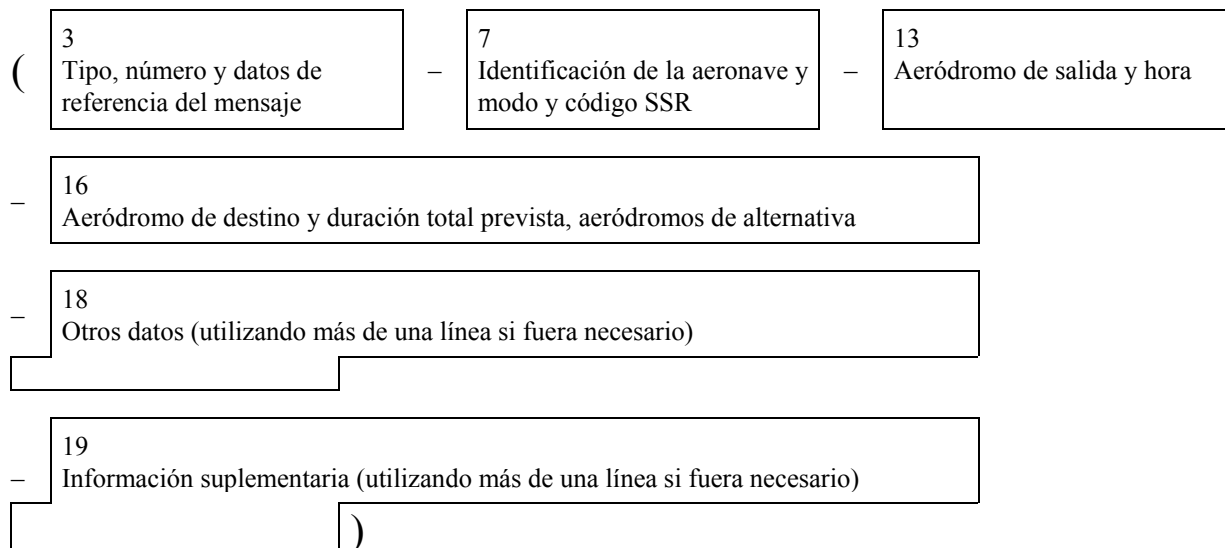 ( 3 – 7 – 13
Tipo, número y datos de Identificación de la aeronave y Aeródromo de salida y hora
referencia del mensaje modo y código SSR
– 16
Aeródromo de destino y duración total prevista, aeródromos de alternativa
– 18
Otros datos (utilizando más de una línea si fuera necesario)
– 19
Información suplementaria (utilizando más de una línea si fuera necesario)
)